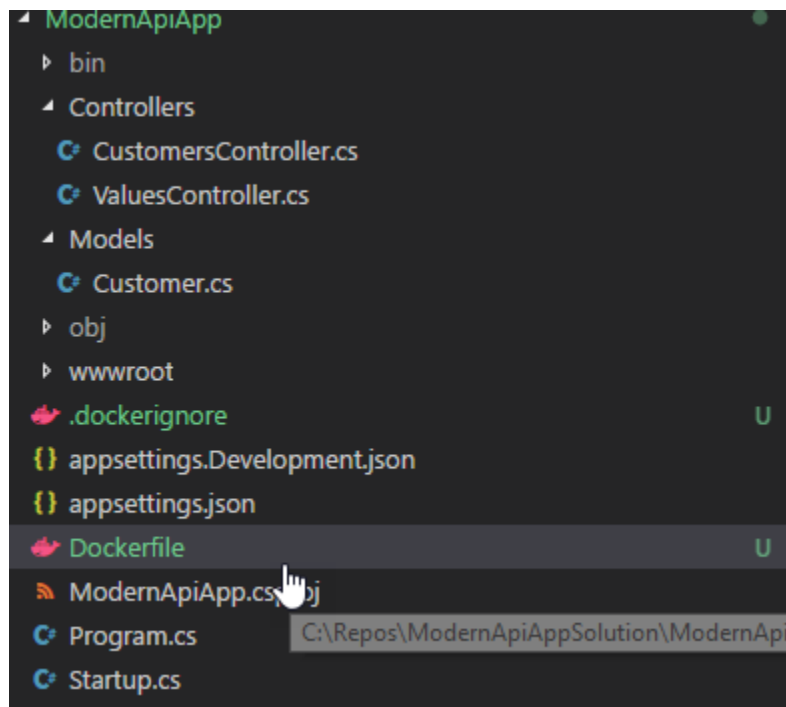 ModernApiApp
bin
Controllers
C# CustomersController.cs
C# ValuesController.cs
Models
C# Customer.cs
obj
wwwroot
.dockerignore U
{} appsettings.Development.json
{} appsettings.json
Dockerfile U
ModernApiApp.csproj
C# Program.cs C:\Repos\ModernApiAppSolution\ModernApi
C# Startup.cs